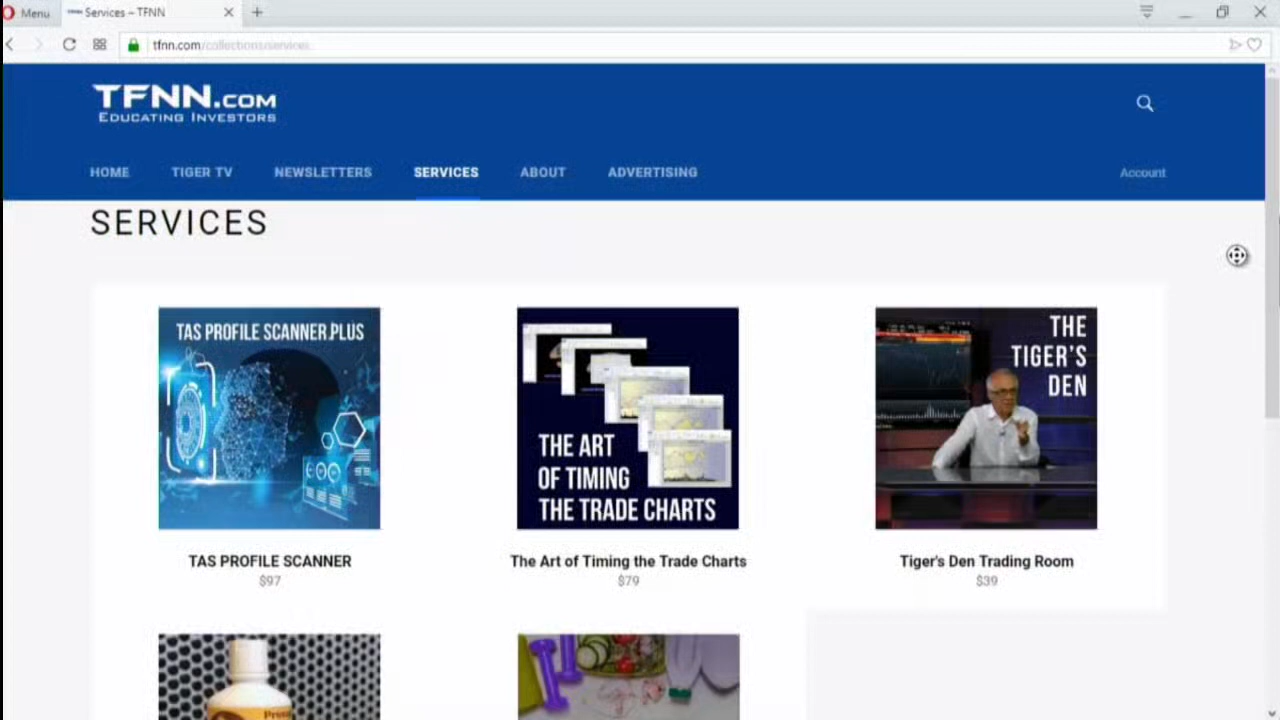 Menu
Services – TFNN
tfnn.com/collections/services
TFNN.COM
EDUCATING INVESTORS
HOME
TIGER TV
NEWSLETTERS
SERVICES
ABOUT
ADVERTISING
Account
SERVICES
TAS PROFILE SCANNER PLUS
THE ART
OF TIMING
THE TRADE CHARTS
THE
TIGER'S
DEN
TAS PROFILE SCANNER
$97
The Art of Timing the Trade Charts
$79
Tiger's Den Trading Room
$39